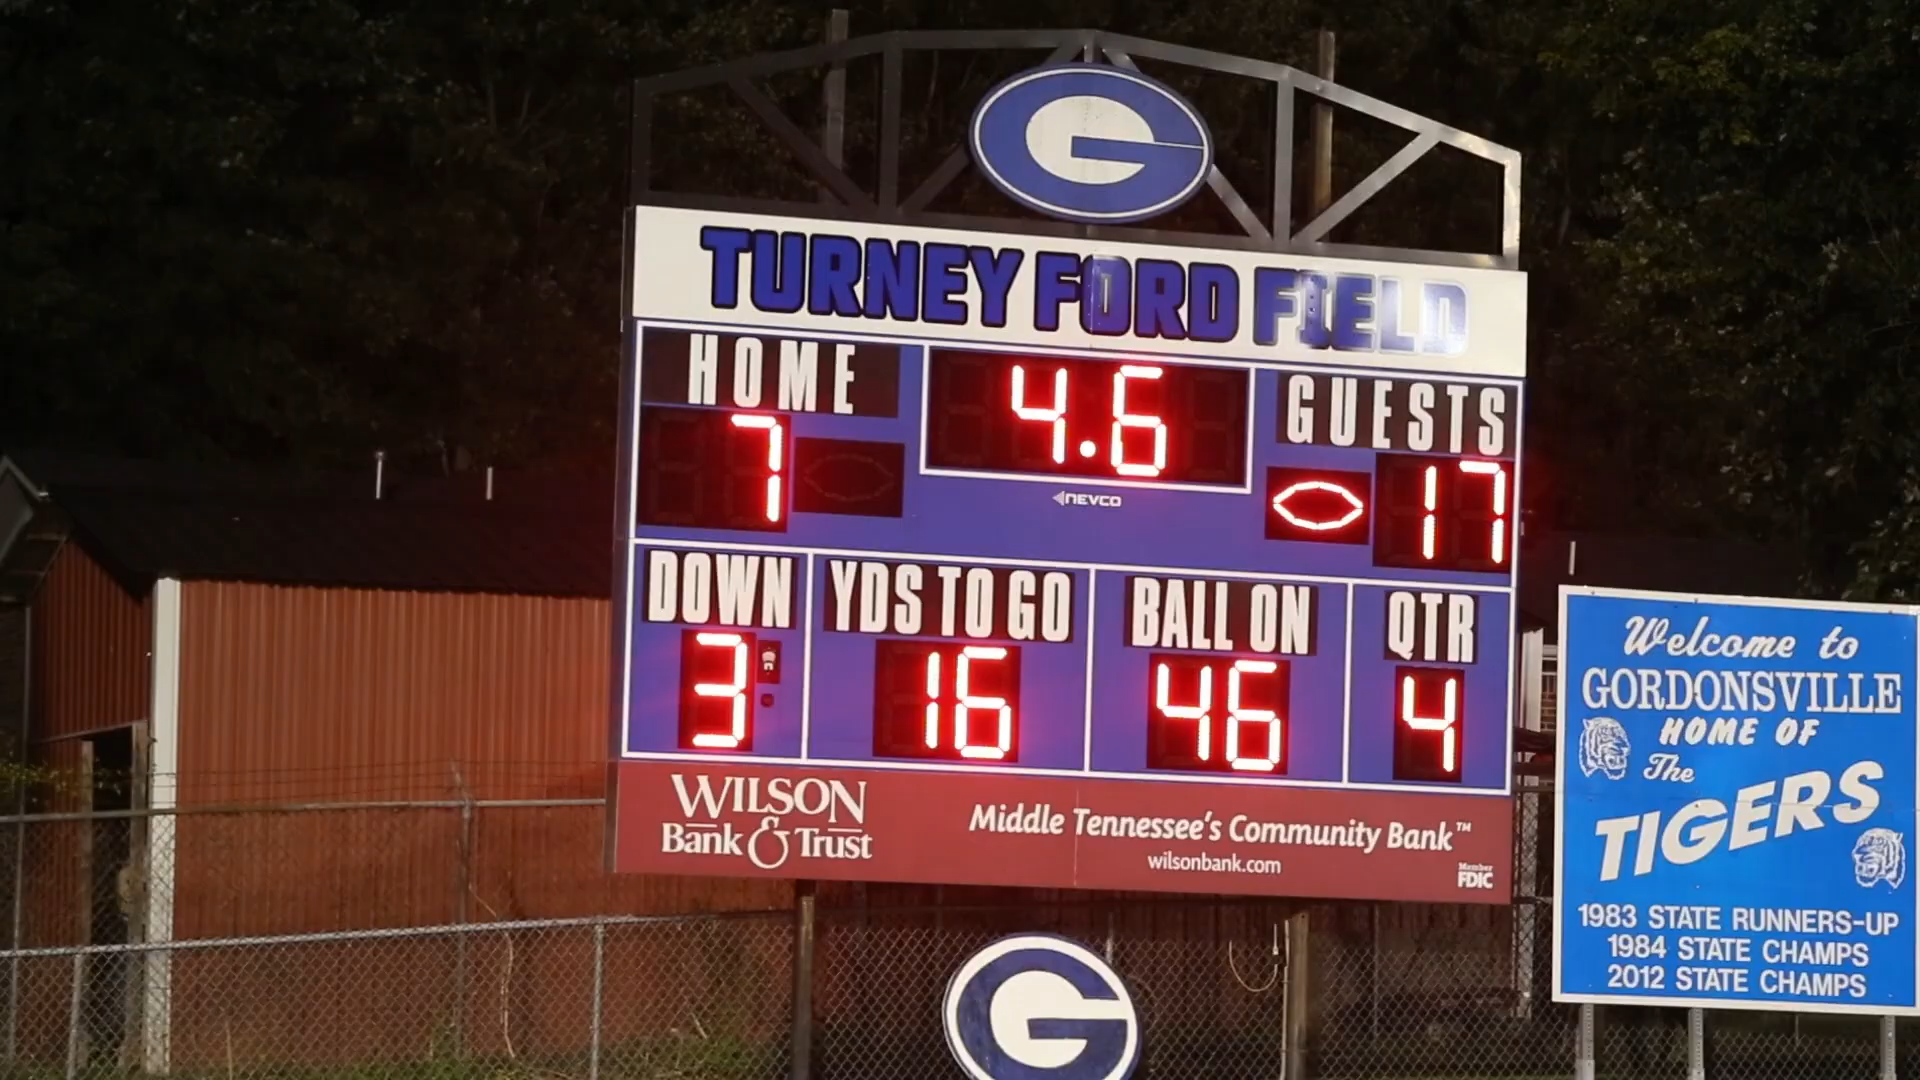 G
TURNEY FORD FIELD
HOME
4.6
GUESTS
7
17
NEVCO
DOWN
YDS TO GO
BALL ON
QTR
3
16
46
4
WILSON
Bank & Trust
Middle Tennessee's Community Bank™
wilsonbank.com
Member
FDIC
G
Welcome to
GORDONSVILLE
HOME OF
The
TIGERS
1983 STATE RUNNERS-UP
1984 STATE CHAMPS
2012 STATE CHAMPS